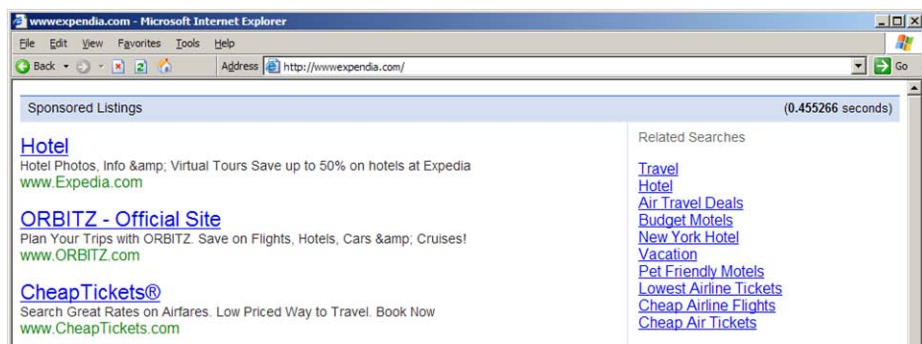 wwwexpendia.com - Microsoft Internet Explorer
File Edit View Favorites Tools Help
Back Address http://wwwexpendia.com/ Go
Sponsored Listings (0.455266 seconds)
Hotel
Hotel Photos, Info &amp; Virtual Tours Save up to 50% on hotels at Expedia
www.Expedia.com
ORBITZ - Official Site
Plan Your Trips with ORBITZ. Save on Flights, Hotels, Cars &amp; Cruises!
www.ORBITZ.com
CheapTickets®
Search Great Rates on Airfares. Low Priced Way to Travel. Book Now
www.CheapTickets.com
Related Searches
Travel
Hotel
Air Travel Deals
Budget Motels
New York Hotel
Vacation
Pet Friendly Motels
Lowest Airline Tickets
Cheap Airline Flights
Cheap Air Tickets